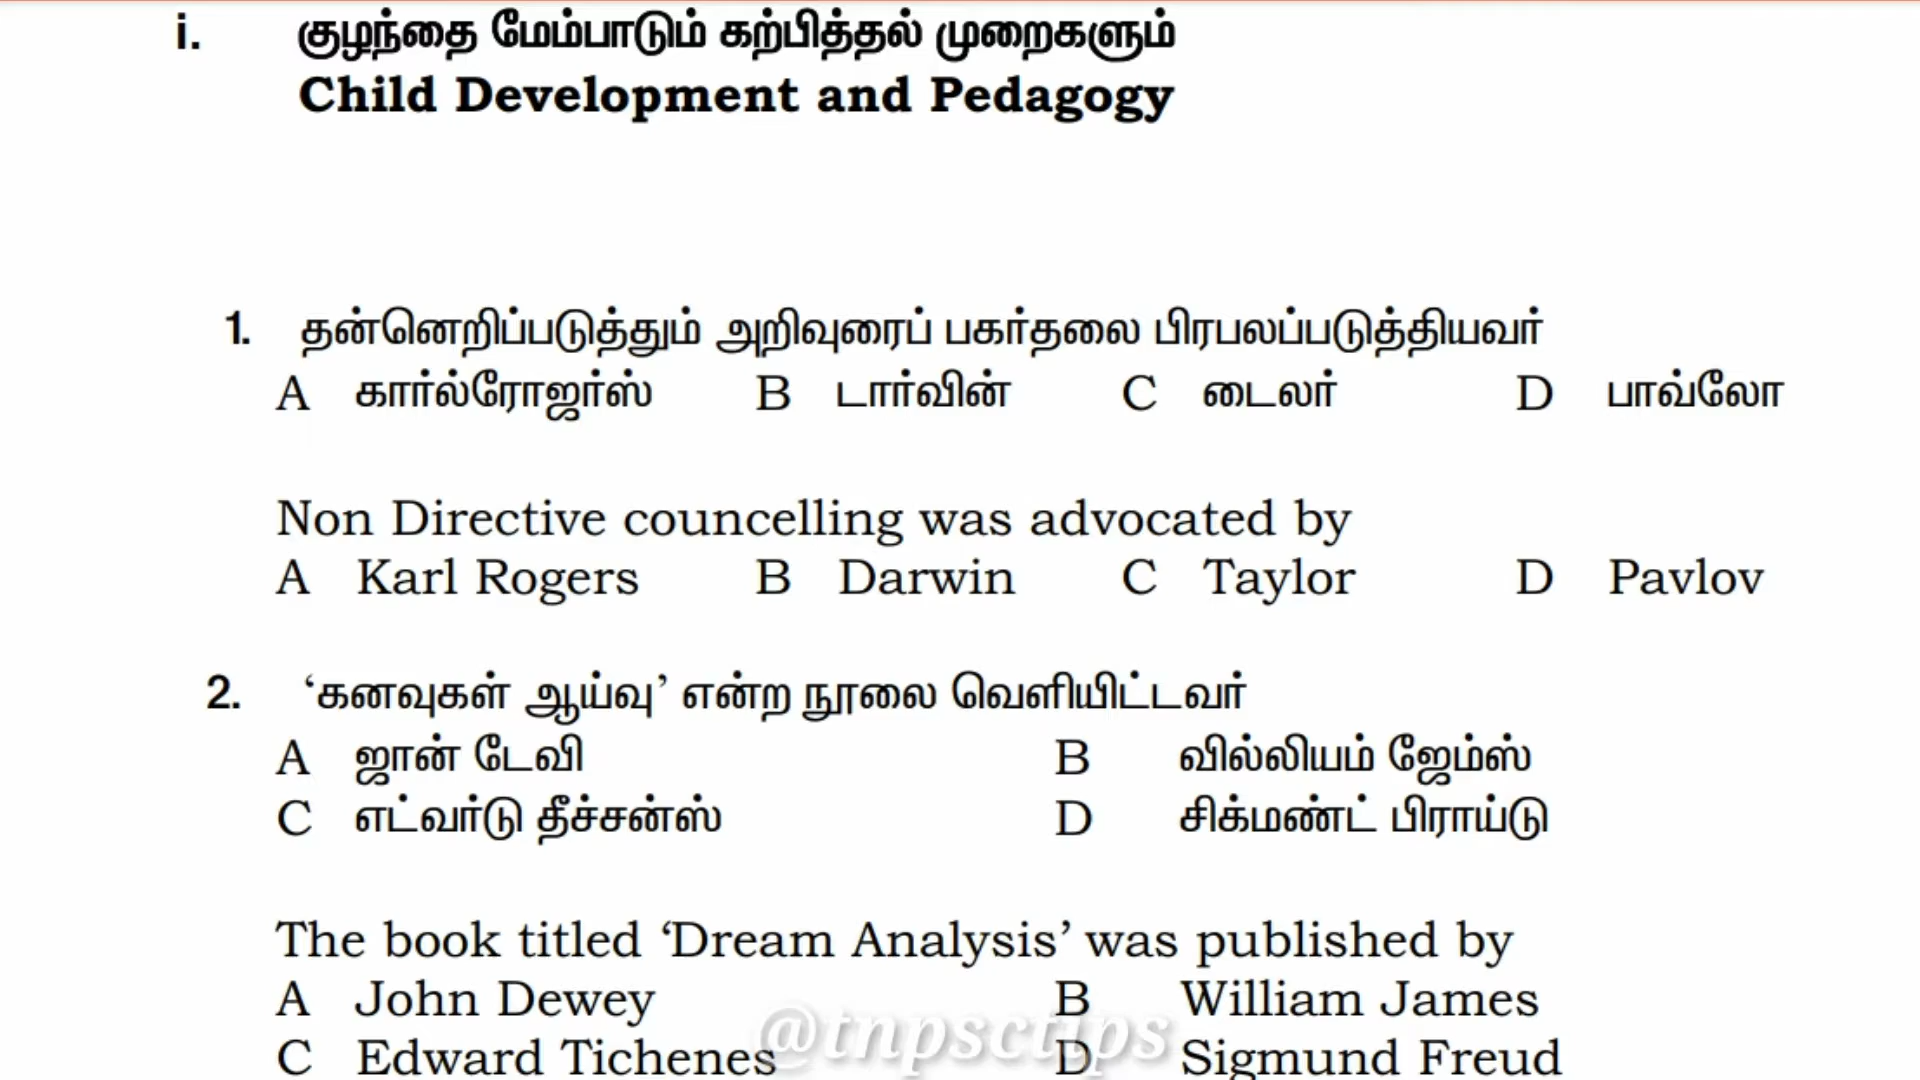 i. குழந்தை மேம்பாடும் கற்பித்தல் முறைகளும்
Child Development and Pedagogy
1. தன்னெறிப்படுத்தும் அறிவுரைப் பகர்தலை பிரபலப்படுத்தியவர்
A கார்ல்ரோஜர்ஸ் B டார்வின் C டைலர் D பாவ்லோ
Non Directive councelling was advocated by
A Karl Rogers B Darwin C Taylor D Pavlov
2. ‘கனவுகள் ஆய்வு’ என்ற நூலை வெளியிட்டவர்
A ஜான் டேவி B வில்லியம் ஜேம்ஸ்
C எட்வர்டு தீச்சன்ஸ் D சிக்மண்ட் பிராய்டு
The book titled ‘Dream Analysis’ was published by
A John Dewey B William James
@tnpsctips
C Edward Tichenes D Sigmund Freud